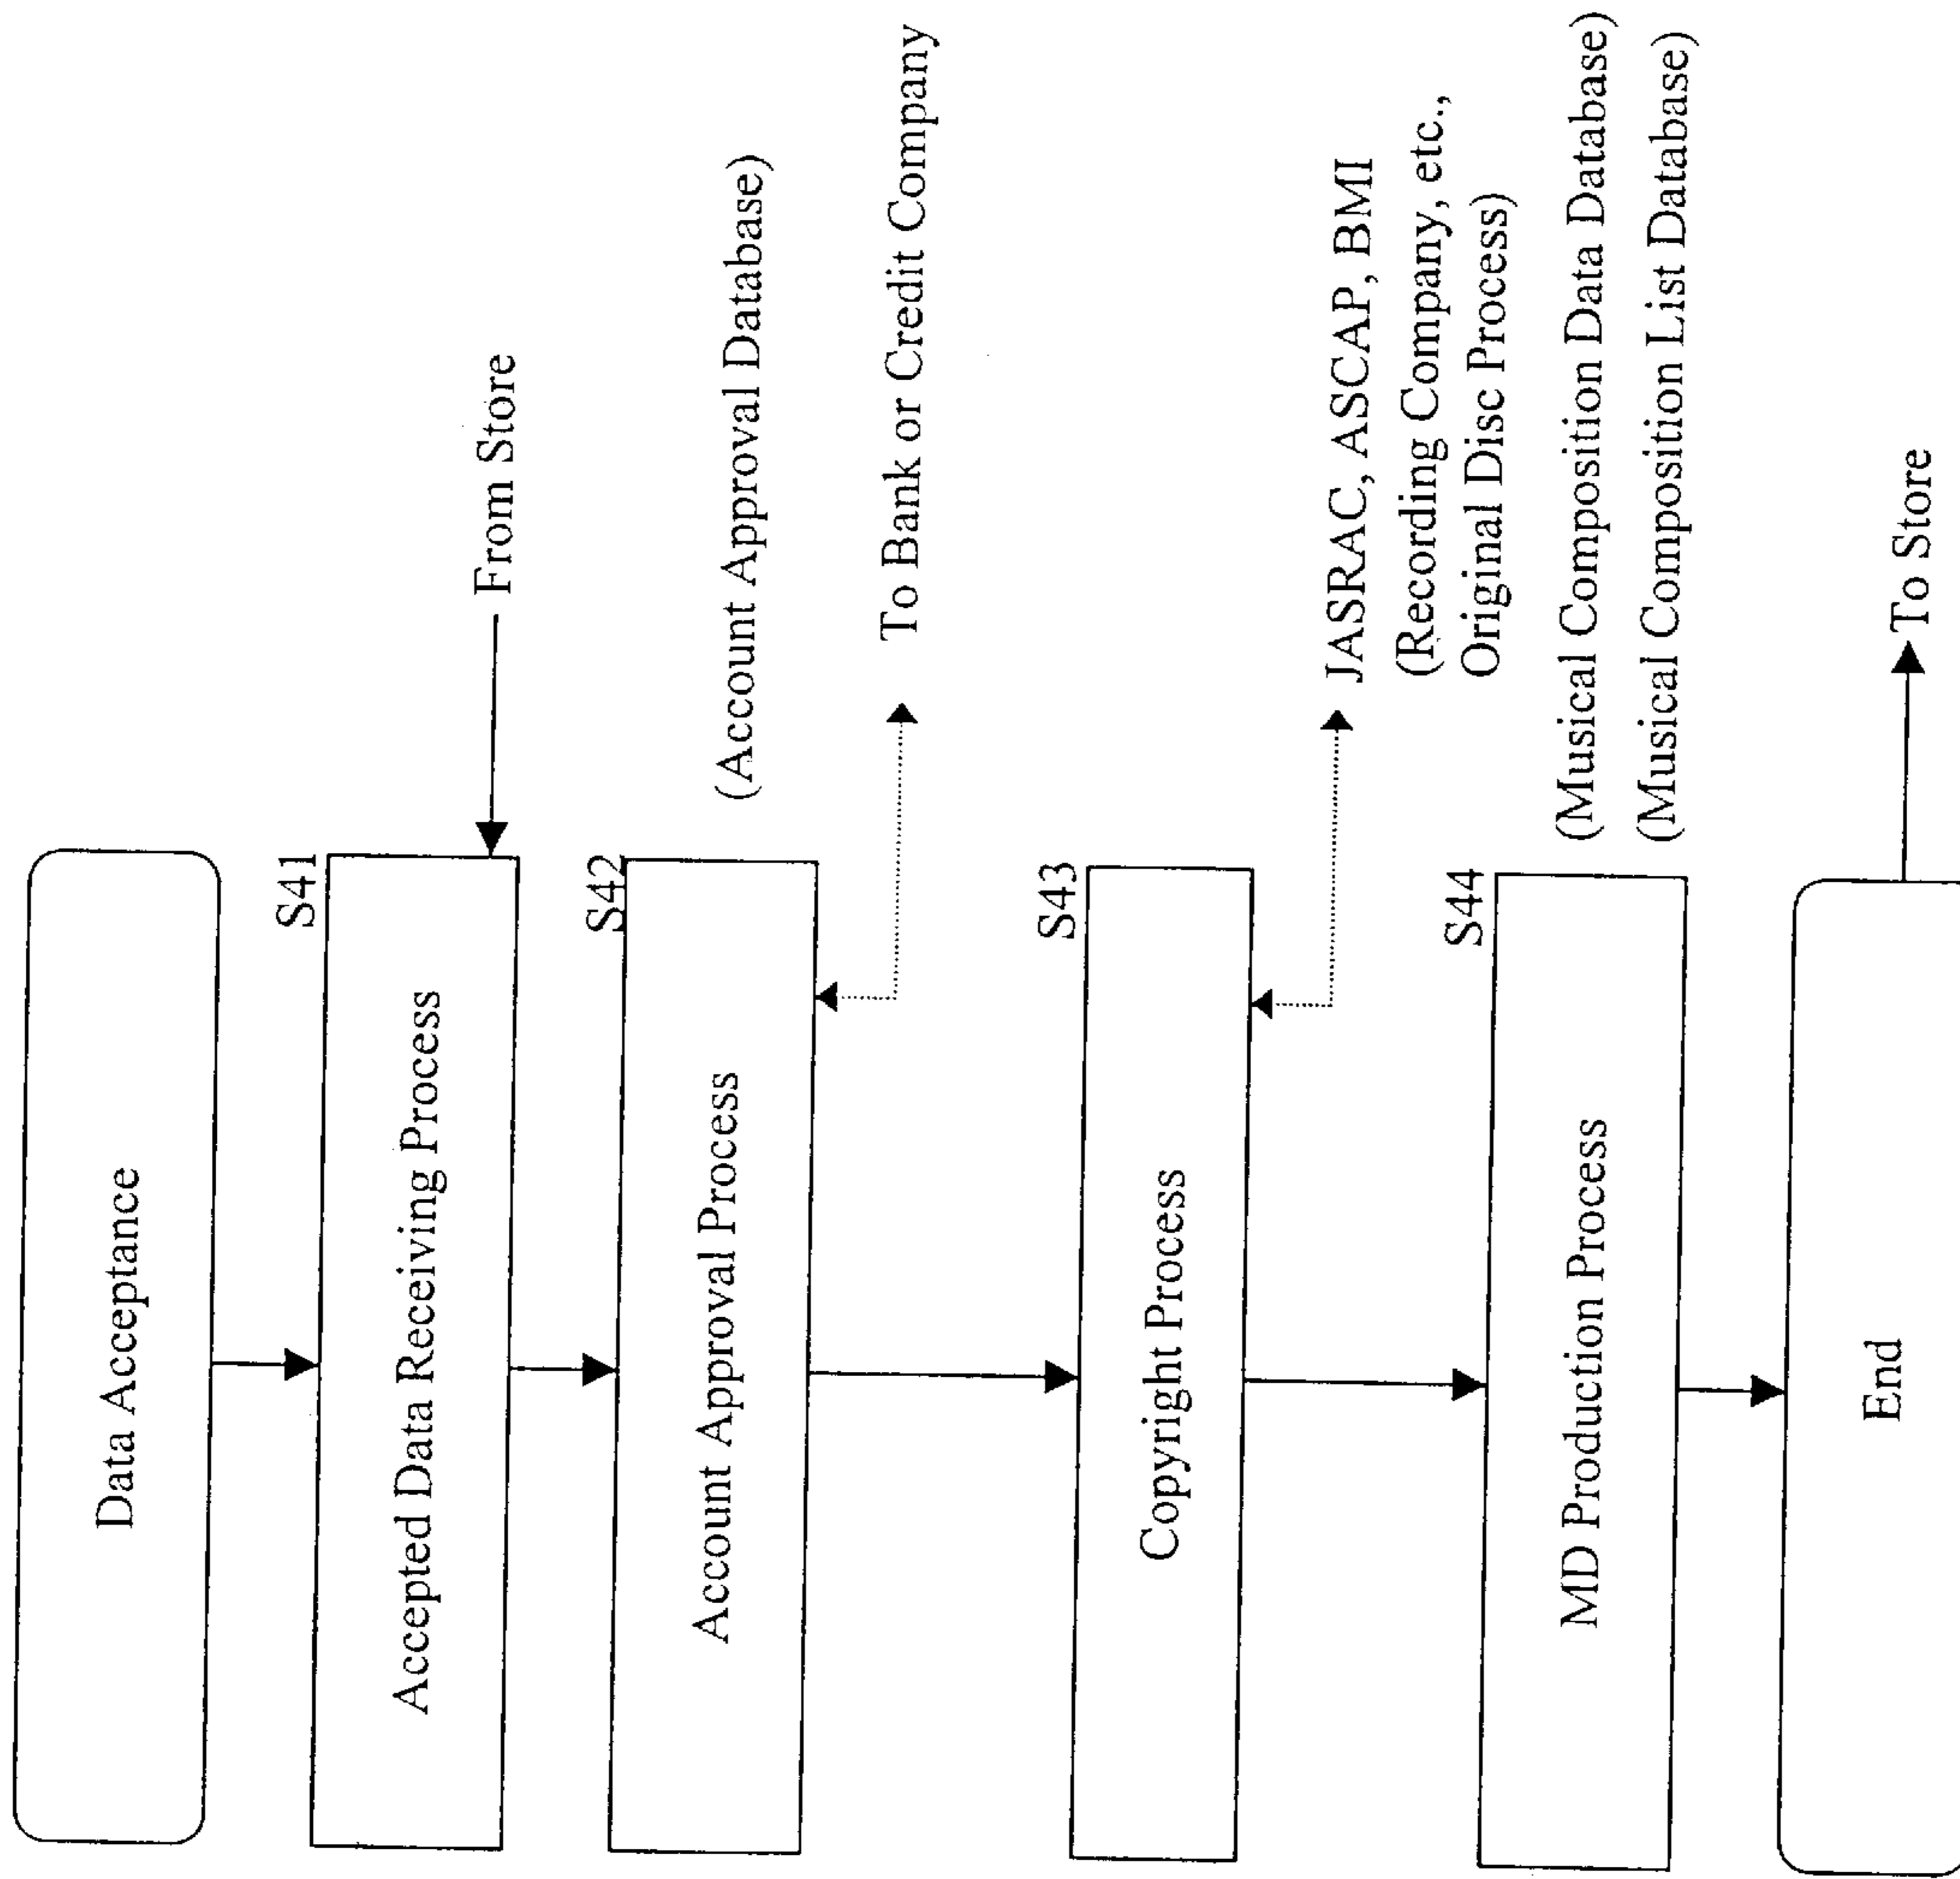 Data Acceptance
S41
Accepted Data Receiving Process
From Store
S42
Account Approval Process
(Account Approval Database)
To Bank or Credit Company
S43
Copyright Process
JASRAC, ASCAP, BMI
(Recording Company, etc.,
Original Disc Process)
S44
MD Production Process
(Musical Composition Data Database)
(Musical Composition List Database)
End
To Store